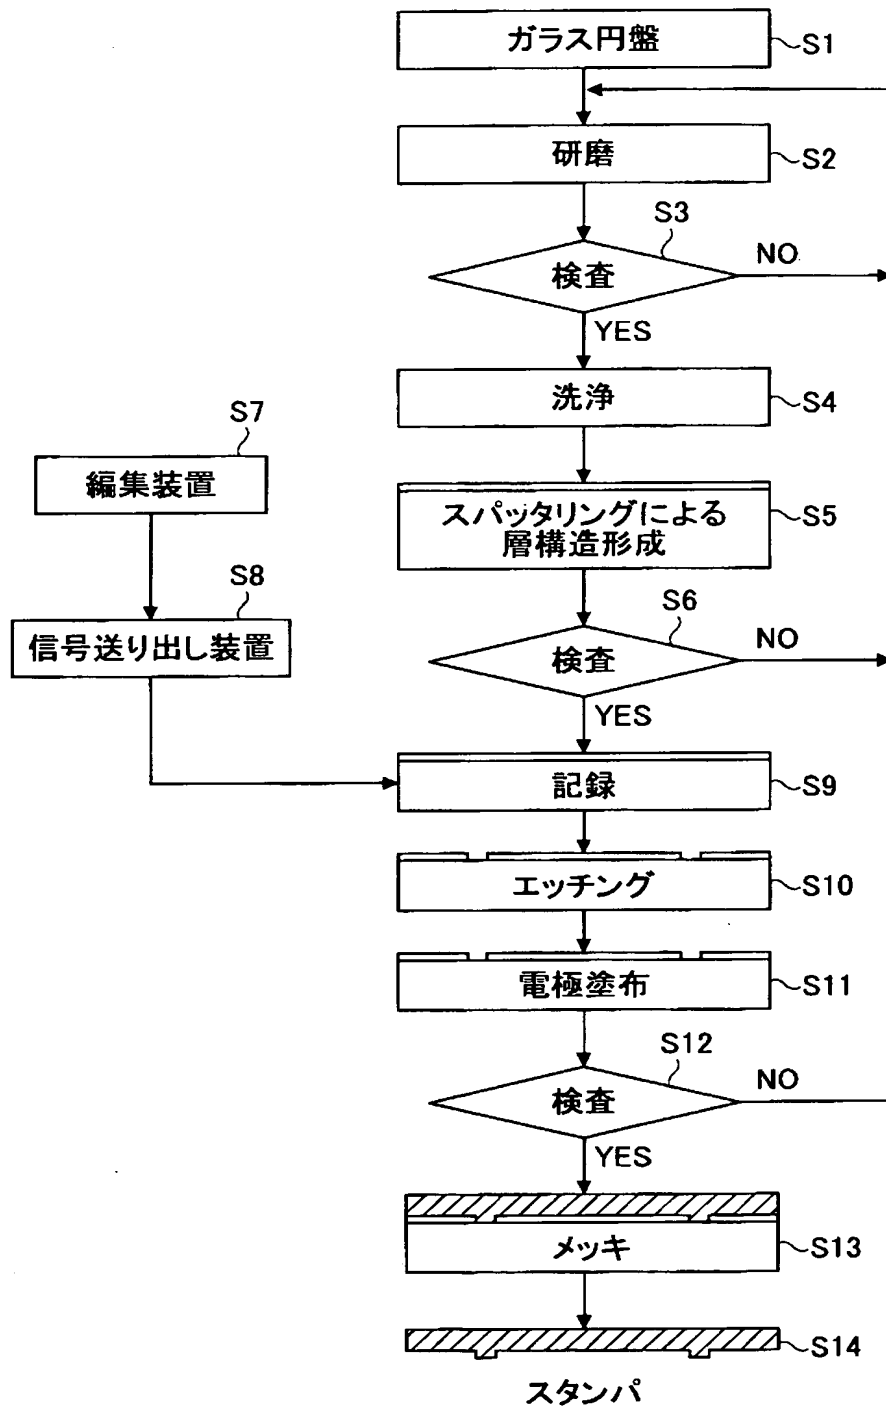 ガラス円盤 S1
研磨 S2
S3
検査 NO
YES
洗浄 S4
S7
編集装置
スパッタリングによる
層構造形成 S5
S8
信号送り出し装置
S6
検査 NO
YES
記録 S9
エッチング S10
電極塗布 S11
S12
検査 NO
YES
メッキ S13
S14
スタンパ